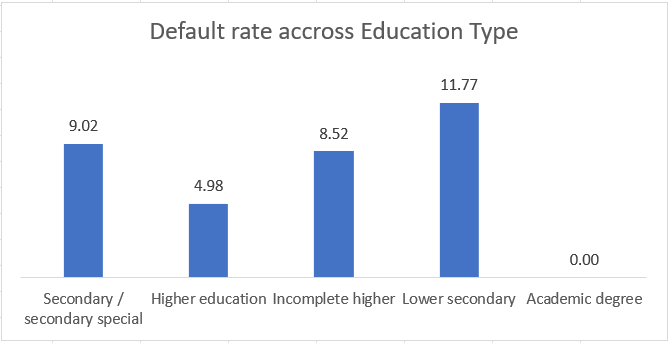 Default rate accross Education Type
11.77
9.02
8.52
4.98
0.00
Secondary /
secondary special
Higher education
Incomplete higher
Lower secondary
Academic degree